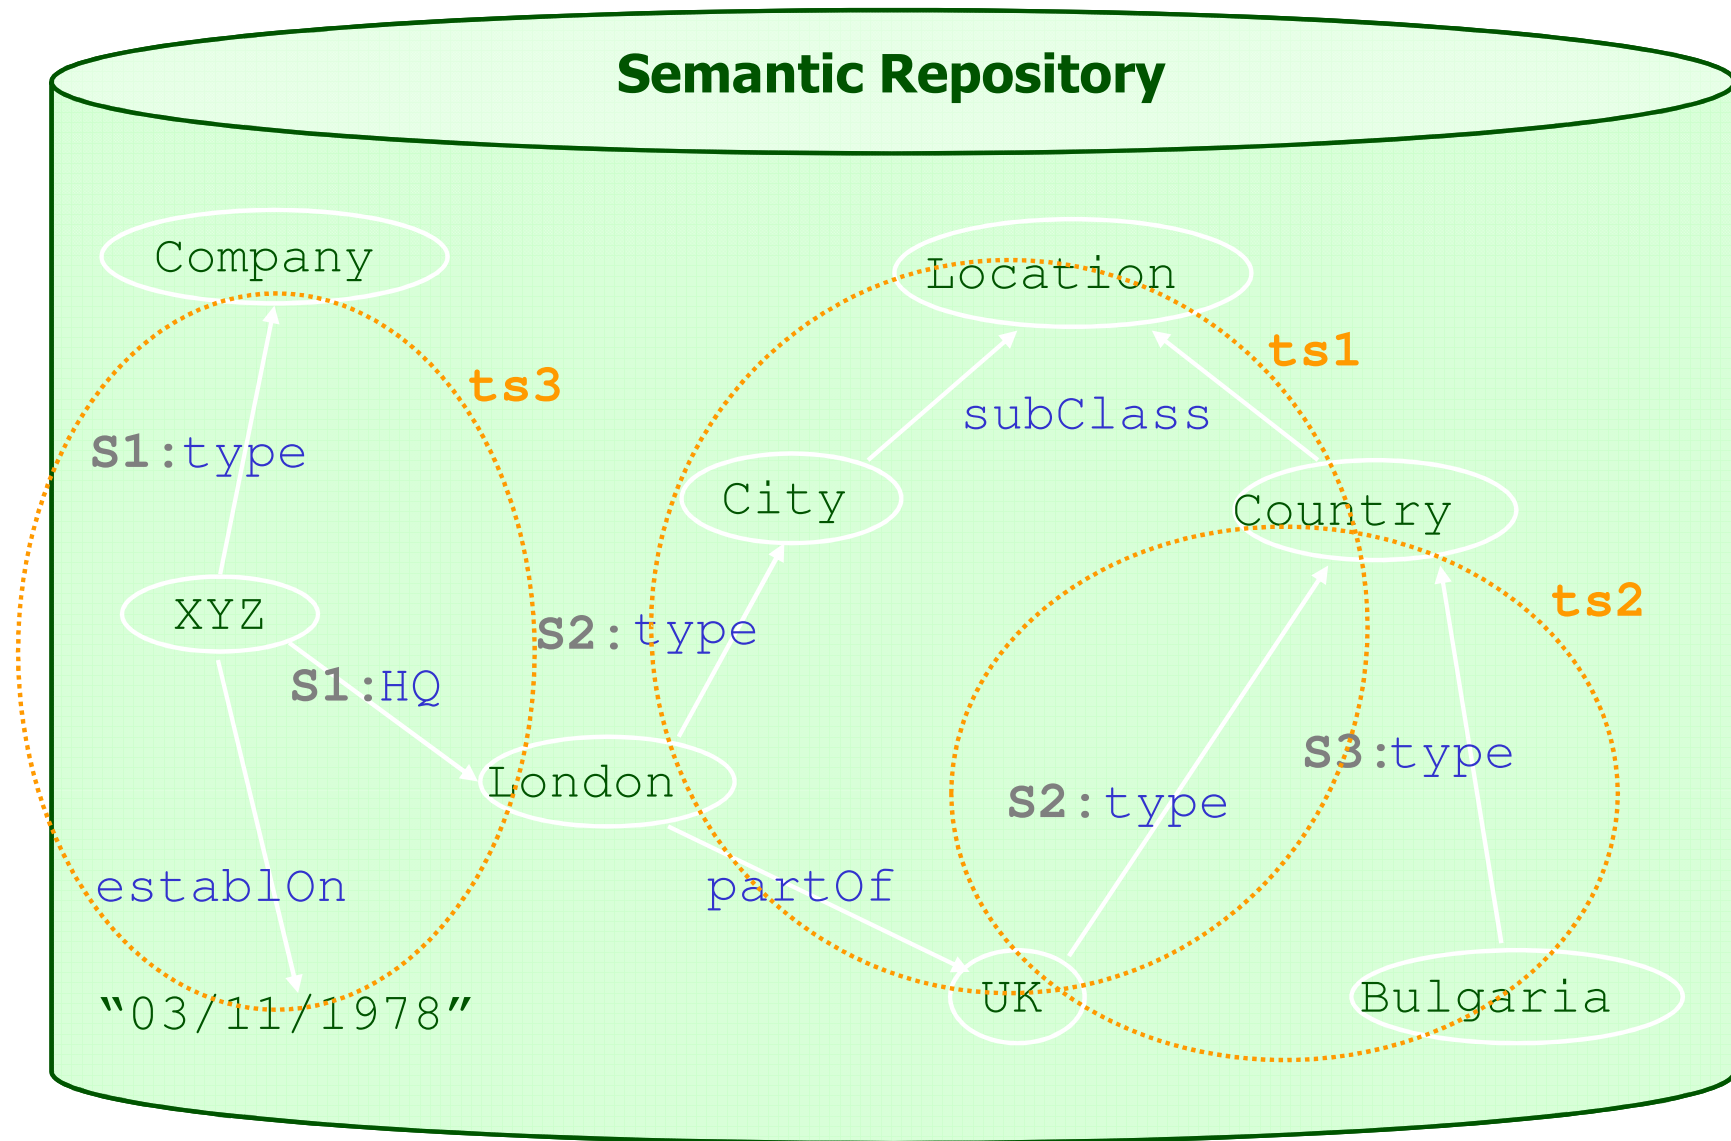 Semantic Repository
Company
Location
ts1
ts3
subClass
S1:type
City
Country
ts2
XYZ
S2:type
S1:HQ
S3:type
London
S2:type
establOn
partOf
“03/11/1978”
UK
Bulgaria